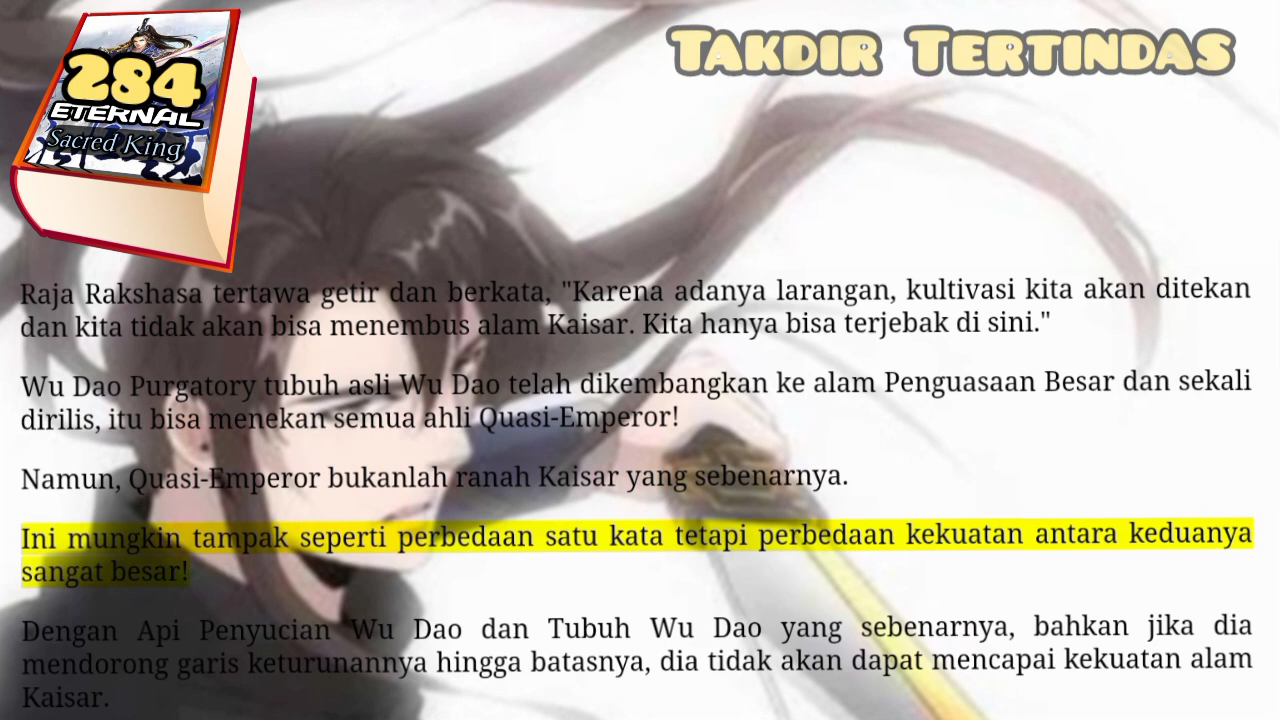 284
ETERNAL
Sacred King
TAKDIR TERTINDAS
Raja Rakshasa tertawa getir dan berkata, "Karena adanya larangan, kultivasi kita akan ditekan
dan kita tidak akan bisa menembus alam Kaisar. Kita hanya bisa terjebak di sini."
Wu Dao Purgatory tubuh asli Wu Dao telah dikembangkan ke alam Penguasaan Besar dan sekali
dirilis, itu bisa menekan semua ahli Quasi-Emperor!
Namun, Quasi-Emperor bukanlah ranah Kaisar yang sebenarnya.
Ini mungkin tampak seperti perbedaan satu kata tetapi perbedaan kekuatan antara keduanya
sangat besar!
Dengan Api Penyucian Wu Dao dan Tubuh Wu Dao yang sebenarnya, bahkan jika dia
mendorong garis keturunannya hingga batasnya, dia tidak akan dapat mencapai kekuatan alam
Kaisar.